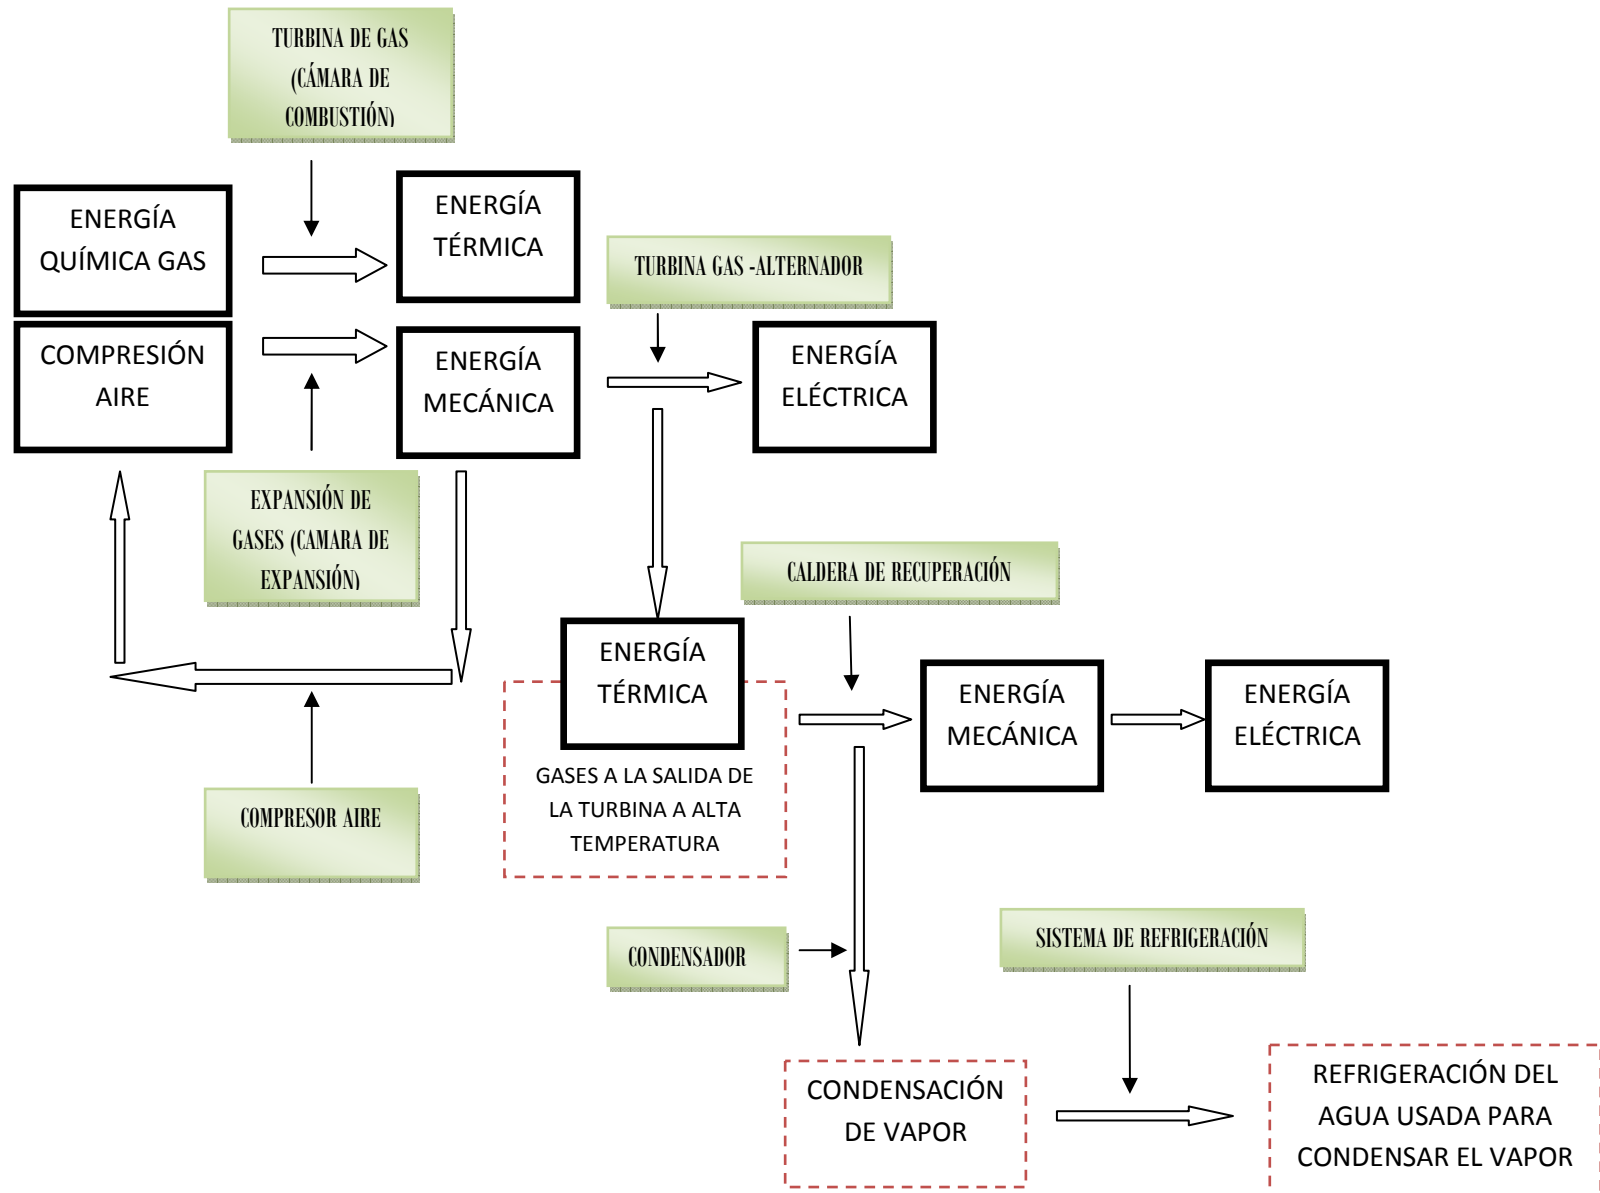 TURBINA DE GAS
(CÁMARA DE
COMBUSTIÓN)
ENERGÍA
QUÍMICA GAS
ENERGÍA
TÉRMICA
TURBINA GAS -ALTERNADOR
COMPRESIÓN
AIRE
ENERGÍA
MECÁNICA
ENERGÍA
ELÉCTRICA
EXPANSIÓN DE
GASES (CAMARA DE
EXPANSIÓN)
CALDERA DE RECUPERACIÓN
ENERGÍA
TÉRMICA
GASES A LA SALIDA DE
LA TURBINA A ALTA
TEMPERATURA
ENERGÍA
MECÁNICA
ENERGÍA
ELÉCTRICA
COMPRESOR AIRE
CONDENSADOR
SISTEMA DE REFRIGERACIÓN
CONDENSACIÓN
DE VAPOR
REFRIGERACIÓN DEL
AGUA USADA PARA
CONDENSAR EL VAPOR